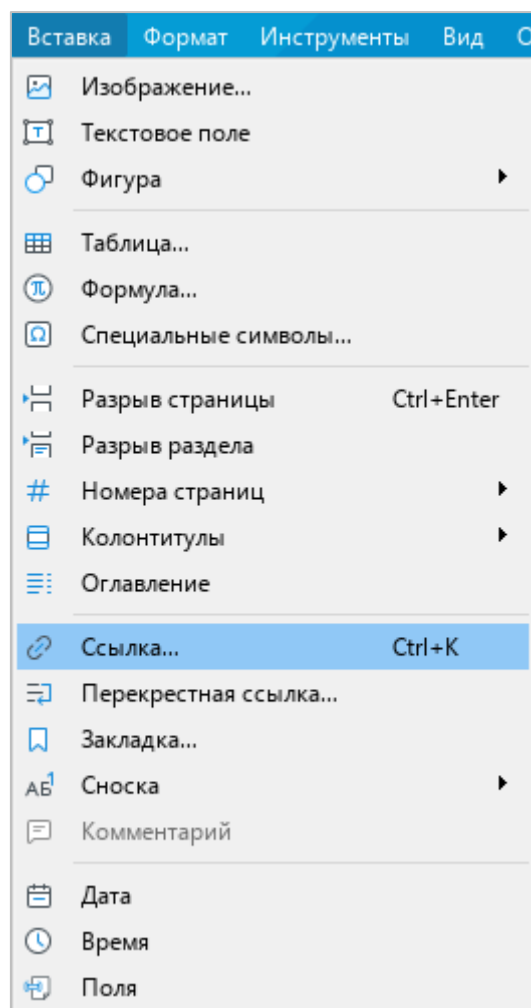 Вставка Формат Инструменты Вид
Изображение...
Текстовое поле
Фигура
Таблица...
Формула...
Специальные символы...
Разрыв страницы Ctrl+Enter
Разрыв раздела
Номера страниц
Колонтитулы
Оглавление
Ссылка... Ctrl+K
Перекрестная ссылка...
Закладка...
Сноска
Комментарий
Дата
Время
Поля